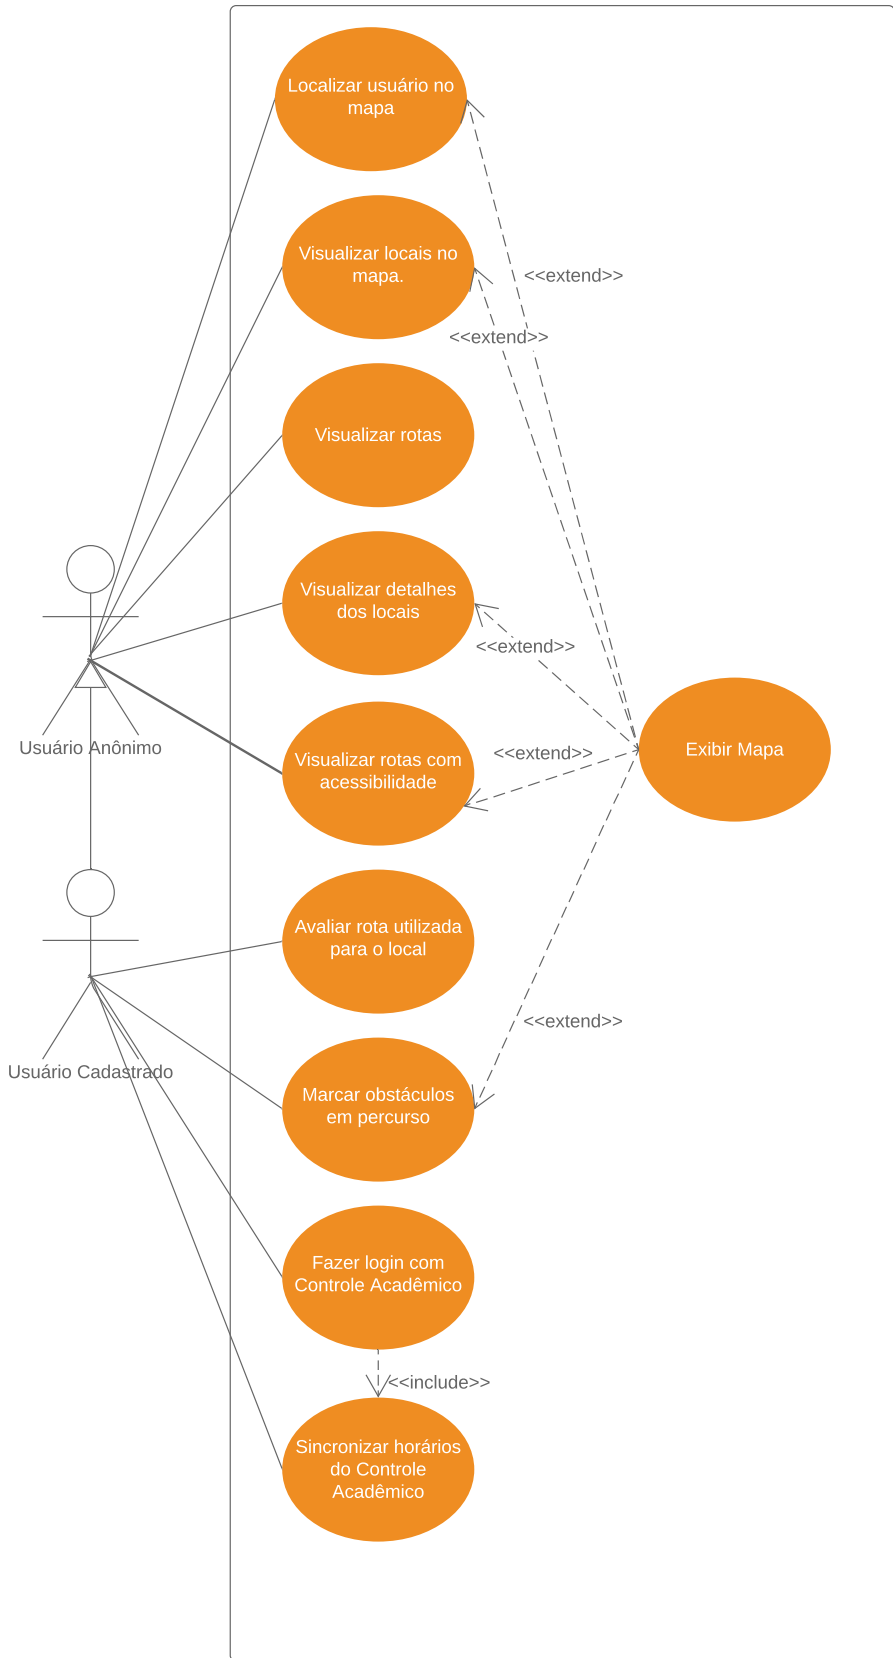 Localizar usuário no
mapa
Visualizar locais no
mapa.
<<extend>>
<<extend>>
Visualizar rotas
Visualizar detalhes
dos locais
<<extend>>
Usuário Anônimo
Visualizar rotas com
acessibilidade
<<extend>>
Exibir Mapa
Avaliar rota utilizada
para o local
<<extend>>
Usuário Cadastrado
Marcar obstáculos
em percurso
Fazer login com
Controle Acadêmico
<<include>>
Sincronizar horários
do Controle
Acadêmico